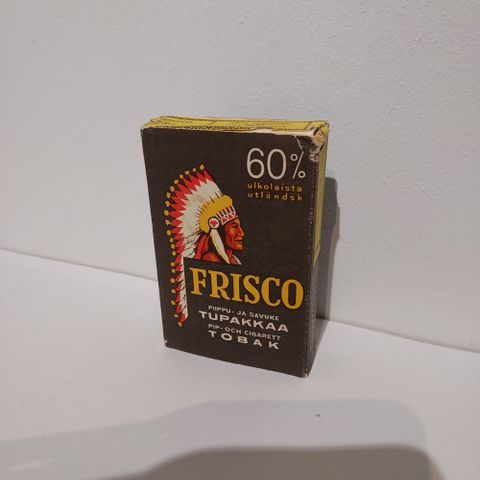 60%
ulkolaista
utländsk
FRISCO
PIIPPU- JA SAVUKE
TUPAKKAA
PIP- OCH CIGARETT
TOBAK